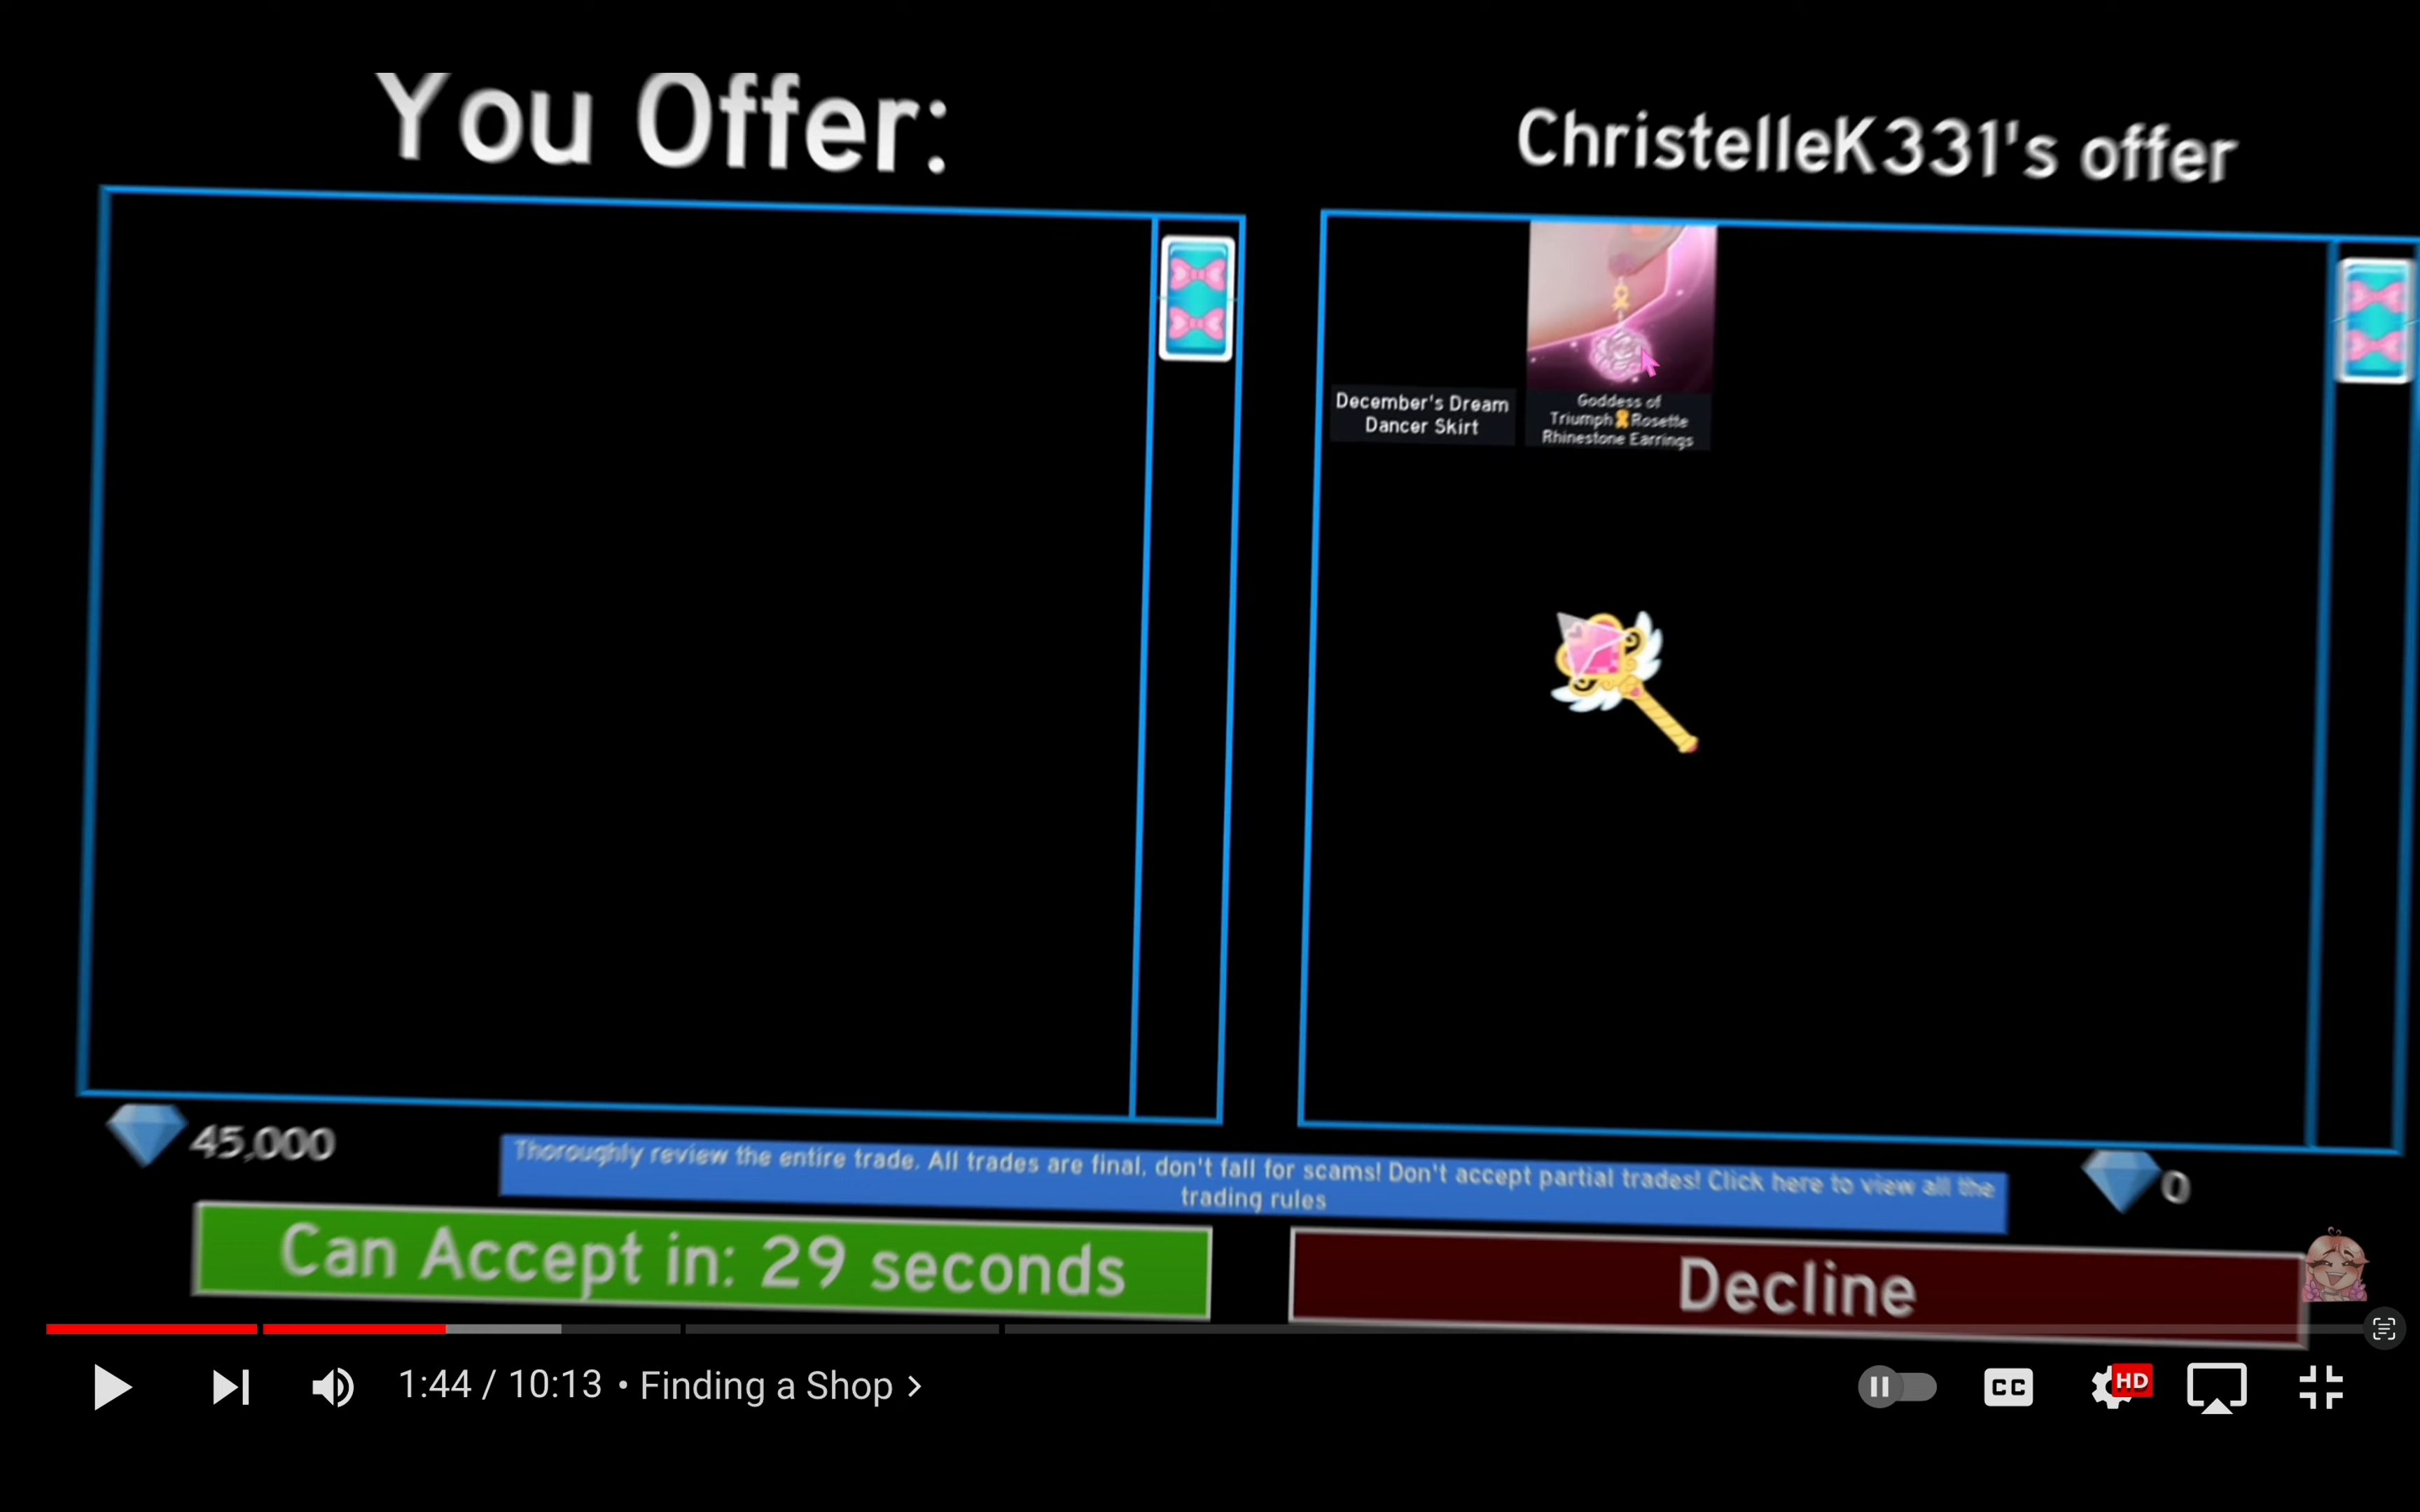 You Offer:
ChristelleK331's offer
December's Dream
Dancer Skirt
Goddess of
Triumph🎗Rosette
Rhinestone Earrings
45,000
Thoroughly review the entire trade. All trades are final, don't fall for scams! Don't accept partial trades! Click here to view all the
trading rules
0
Can Accept in: 29 seconds
Decline
1:44 / 10:13 • Finding a Shop >
CC
HD